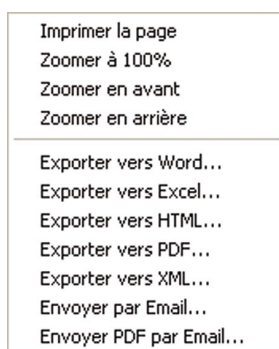 Imprimer la page
Zoomer à 100%
Zoomer en avant
Zoomer en arrière
Exporter vers Word...
Exporter vers Excel...
Exporter vers HTML...
Exporter vers PDF...
Exporter vers XML...
Envoyer par Email...
Envoyer PDF par Email...